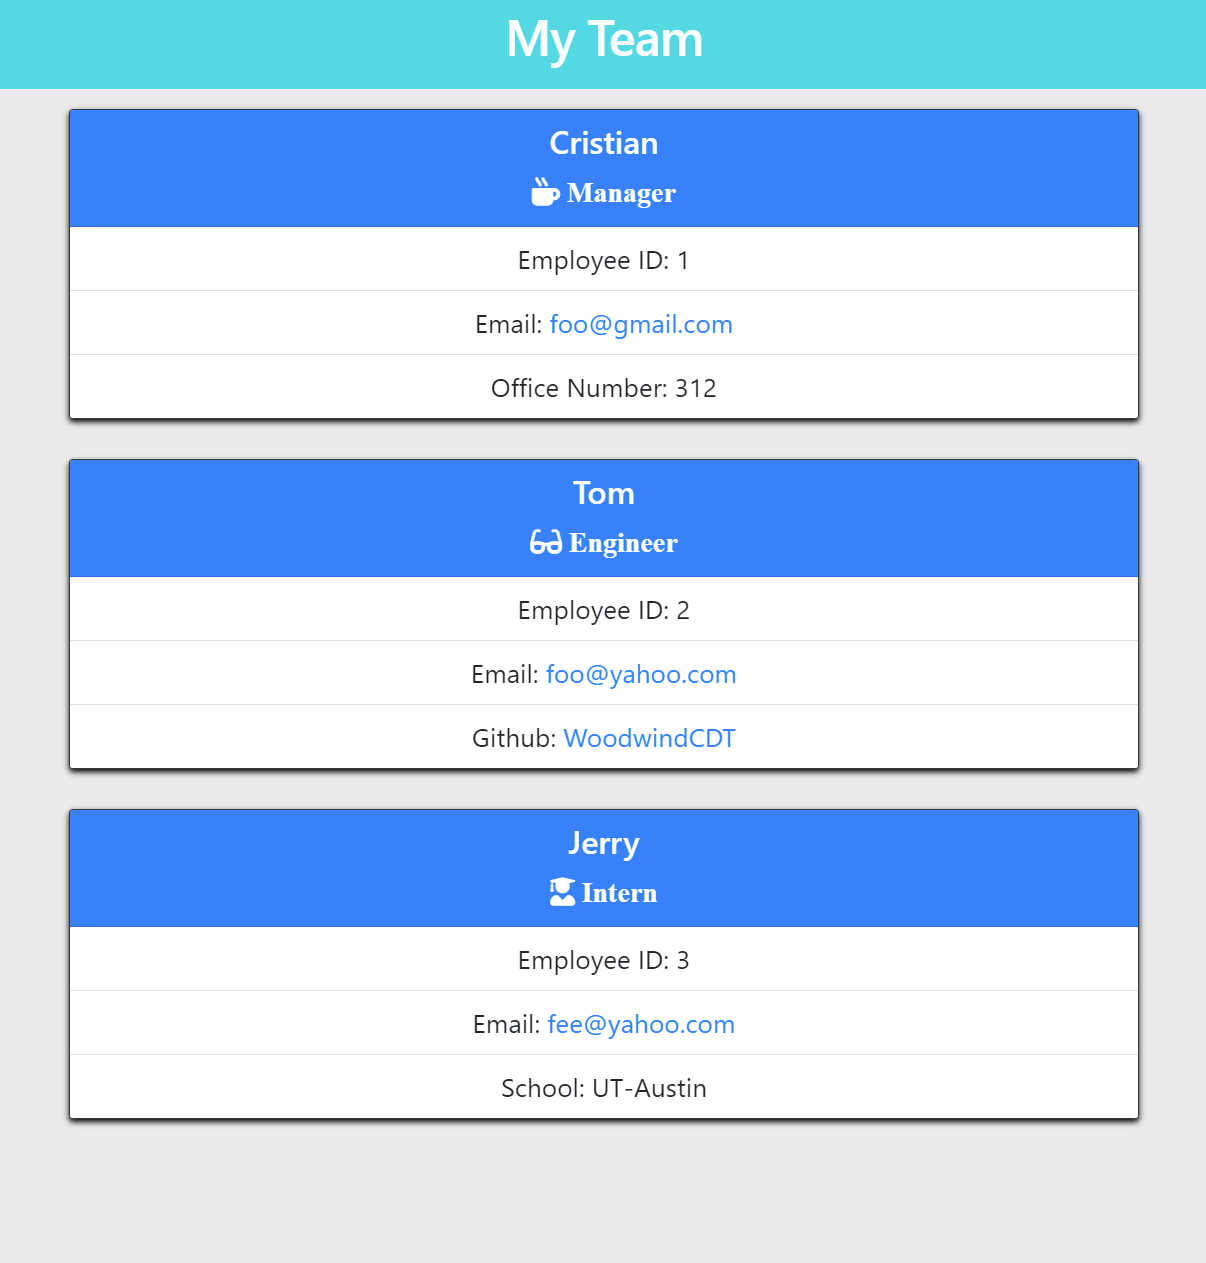 My Team
Cristian
Manager
Employee ID: 1
Email: foo@gmail.com
Office Number: 312
Tom
Engineer
Employee ID: 2
Email: foo@yahoo.com
Github: WoodwindCDT
Jerry
Intern
Employee ID: 3
Email: fee@yahoo.com
School: UT-Austin